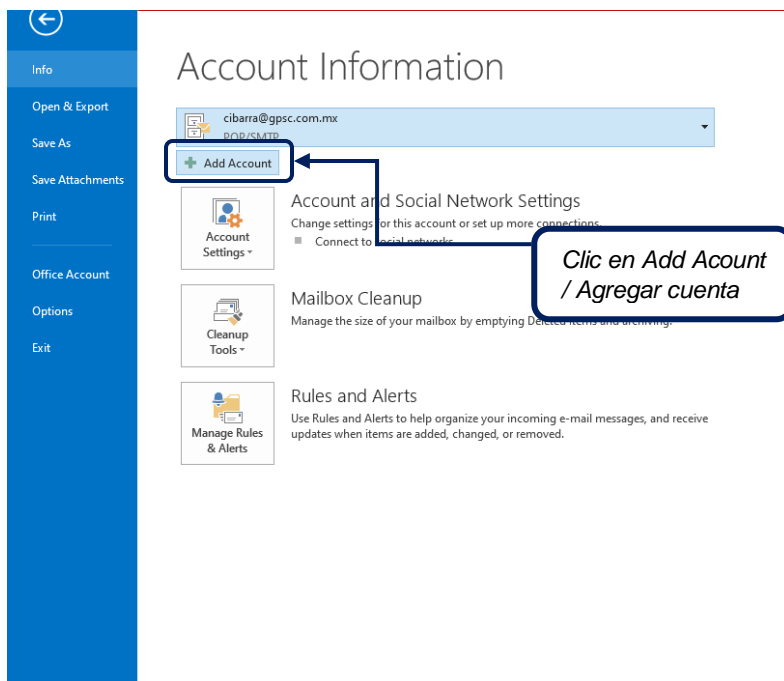 Info
Open & Export
Save As
Save Attachments
Print
Office Account
Options
Exit
Account Information
cibarra@gpsc.com.mx
POP/SMTP
Add Account
Account
Settings
Account and Social Network Settings
Change settings for this account or set up more connections.
Connect to social networks
Clic en Add Acount
/ Agregar cuenta
Cleanup
Tools
Mailbox Cleanup
Manage the size of your mailbox by emptying Deleted Items and archiving.
Manage Rules
& Alerts
Rules and Alerts
Use Rules and Alerts to help organize your incoming e-mail messages, and receive
updates when items are added, changed, or removed.